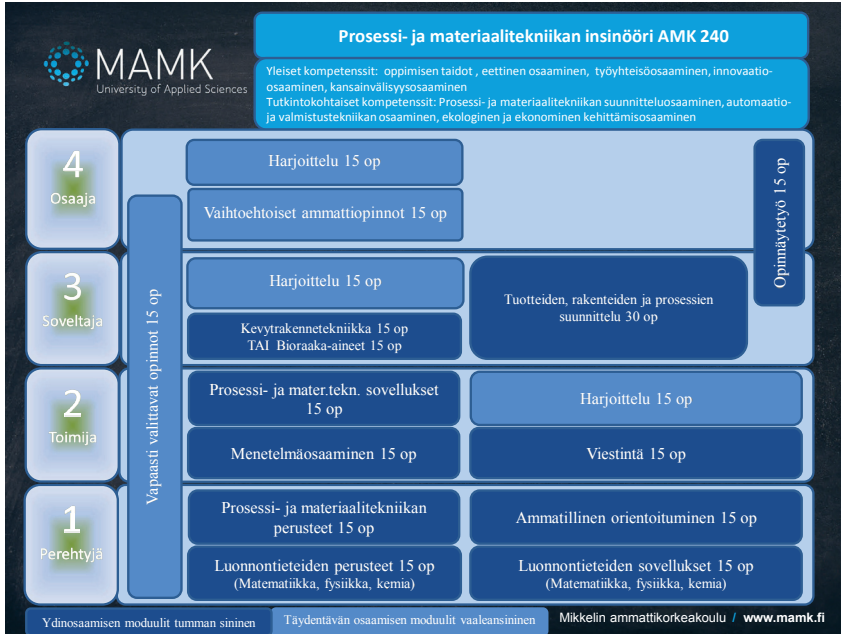 MAMK
University of Applied Sciences
Prosessi- ja materiaalitekniikan insinööri AMK 240
Yleiset kompetenssit: oppimisen taidot , eettinen osaaminen, työyhteisöosaaminen, innovaatio-
osaaminen, kansainvälisyysosaaminen
Tutkintokohtaiset kompetenssit: Prosessi- ja materiaalitekniikan suunnitteluosaaminen, automaatio-
ja valmistustekniikan osaaminen, ekologinen ja ekonominen kehittämisosaaminen
4
Osaaja
Harjoittelu 15 op
Vaihtoehtoiset ammattiopinnot 15 op
Opinnäytetyö 15 op
Vapaasti valittavat opinnot 15 op
3
Soveltaja
Harjoittelu 15 op
Kevytrakennetekniikka 15 op
TAI Bioraaka-aineet 15 op
Tuotteiden, rakenteiden ja prosessien
suunnittelu 30 op
2
Toimija
Prosessi- ja mater.tekn. sovellukset
15 op
Harjoittelu 15 op
Menetelmäosaaminen 15 op
Viestintä 15 op
1
Perehtyjä
Prosessi- ja materiaalitekniikan
perusteet 15 op
Ammatillinen orientoituminen 15 op
Luonnontieteiden perusteet 15 op
(Matematiikka, fysiikka, kemia)
Luonnontieteiden sovellukset 15 op
(Matematiikka, fysiikka, kemia)
Ydinosaamisen moduulit tumman sininen
Täydentävän osaamisen moduulit vaaleansininen
Mikkelin ammattikorkeakoulu / www.mamk.fi